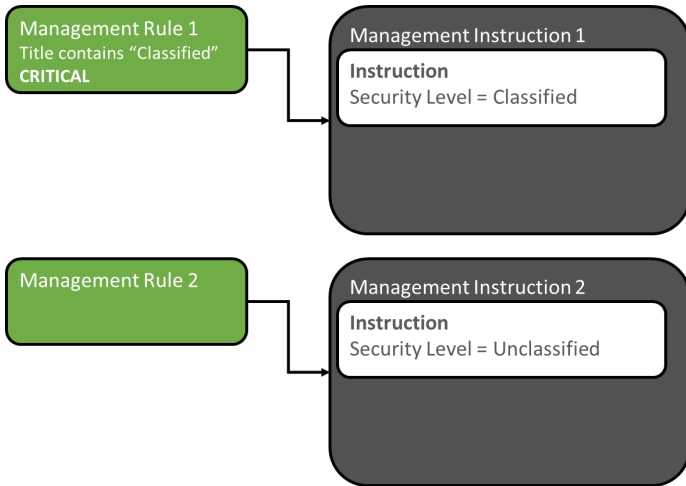 Management Rule 1
Title contains “Classified”
CRITICAL
Management Instruction 1
Instruction
Security Level = Classified
Management Rule 2
Management Instruction 2
Instruction
Security Level = Unclassified